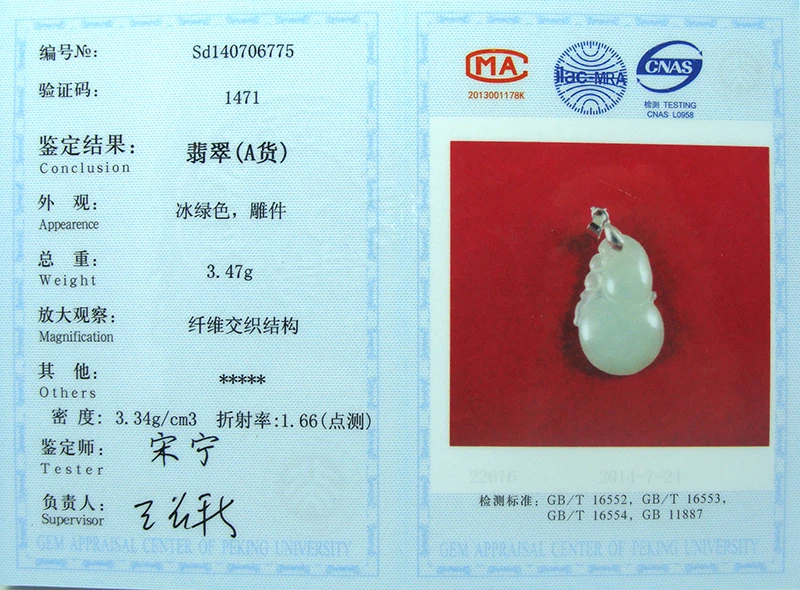 编号№: Sd140706775
验证码: 1471
鉴定结果: 翡翠(A货)
Conclusion
外 观: 冰绿色，雕件
Appearence
总 重: 3.47g
Weight
放大观察: 纤维交织结构
Magnification
其 他: *****
Others
密 度: 3.34g/cm3 折射率:1.66(点测)
鉴定师: 宋宁
Tester
负责人:
Supervisor
GEM APPRAISAL CENTER OF PEKING UNIVERSITY
MA
2013001178K
ilac-MRA
CNAS
检测 TESTING
CNAS L0958
22616 2014-7-24
检测标准: GB/T 16552, GB/T 16553,
GB/T 16554, GB 11887
GEM APPRAISAL CENTER OF PEKING UNIVERSITY